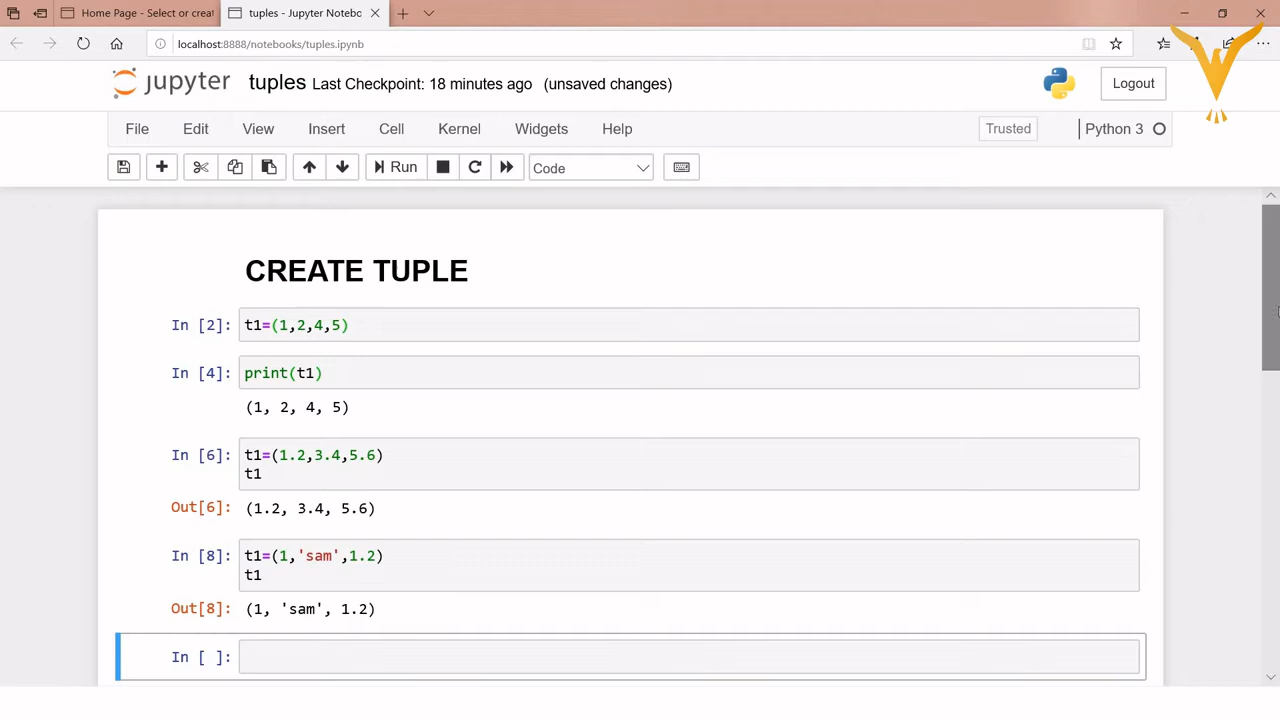 Home Page - Select or creat
tuples - Jupyter Notebo
localhost:8888/notebooks/tuples.ipynb
jupyter tuples Last Checkpoint: 18 minutes ago (unsaved changes)
Logout
File Edit View Insert Cell Kernel Widgets Help
Trusted
Python 3
Run
Code
CREATE TUPLE
In [2]: t1=(1,2,4,5)
In [4]: print(t1)
(1, 2, 4, 5)
In [6]: t1=(1.2,3.4,5.6)
t1
Out[6]: (1.2, 3.4, 5.6)
In [8]: t1=(1,'sam',1.2)
t1
Out[8]: (1, 'sam', 1.2)
In [ ]: